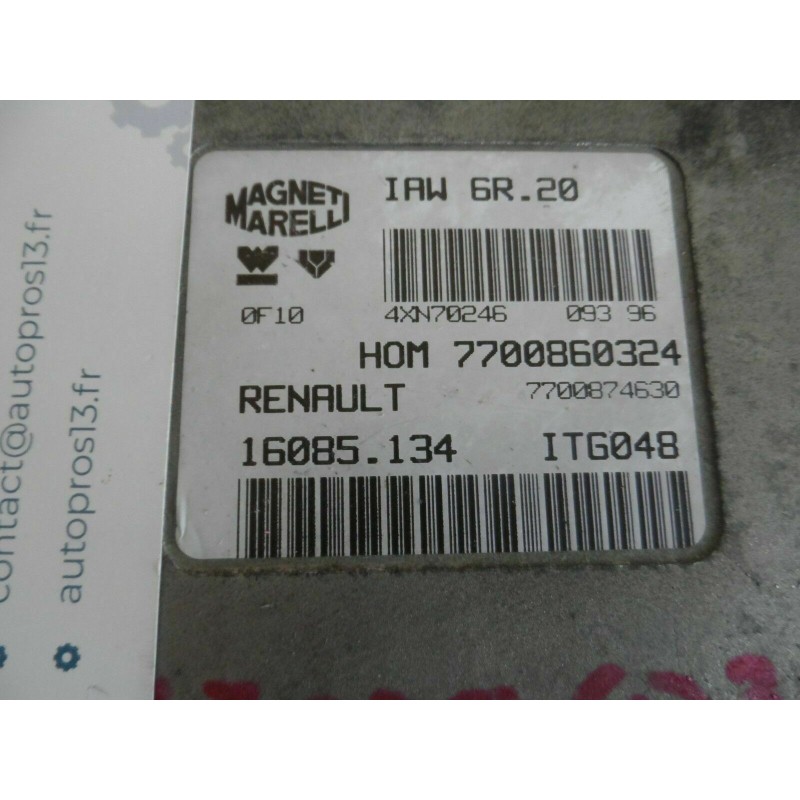 MAGNETI
MARELLI
IAW 6R.20
0F10
4XN70246
093 96
HOM 7700860324
RENAULT
7700874630
16085.134
ITG048
contact@autopros13.fr
autopros13.fr